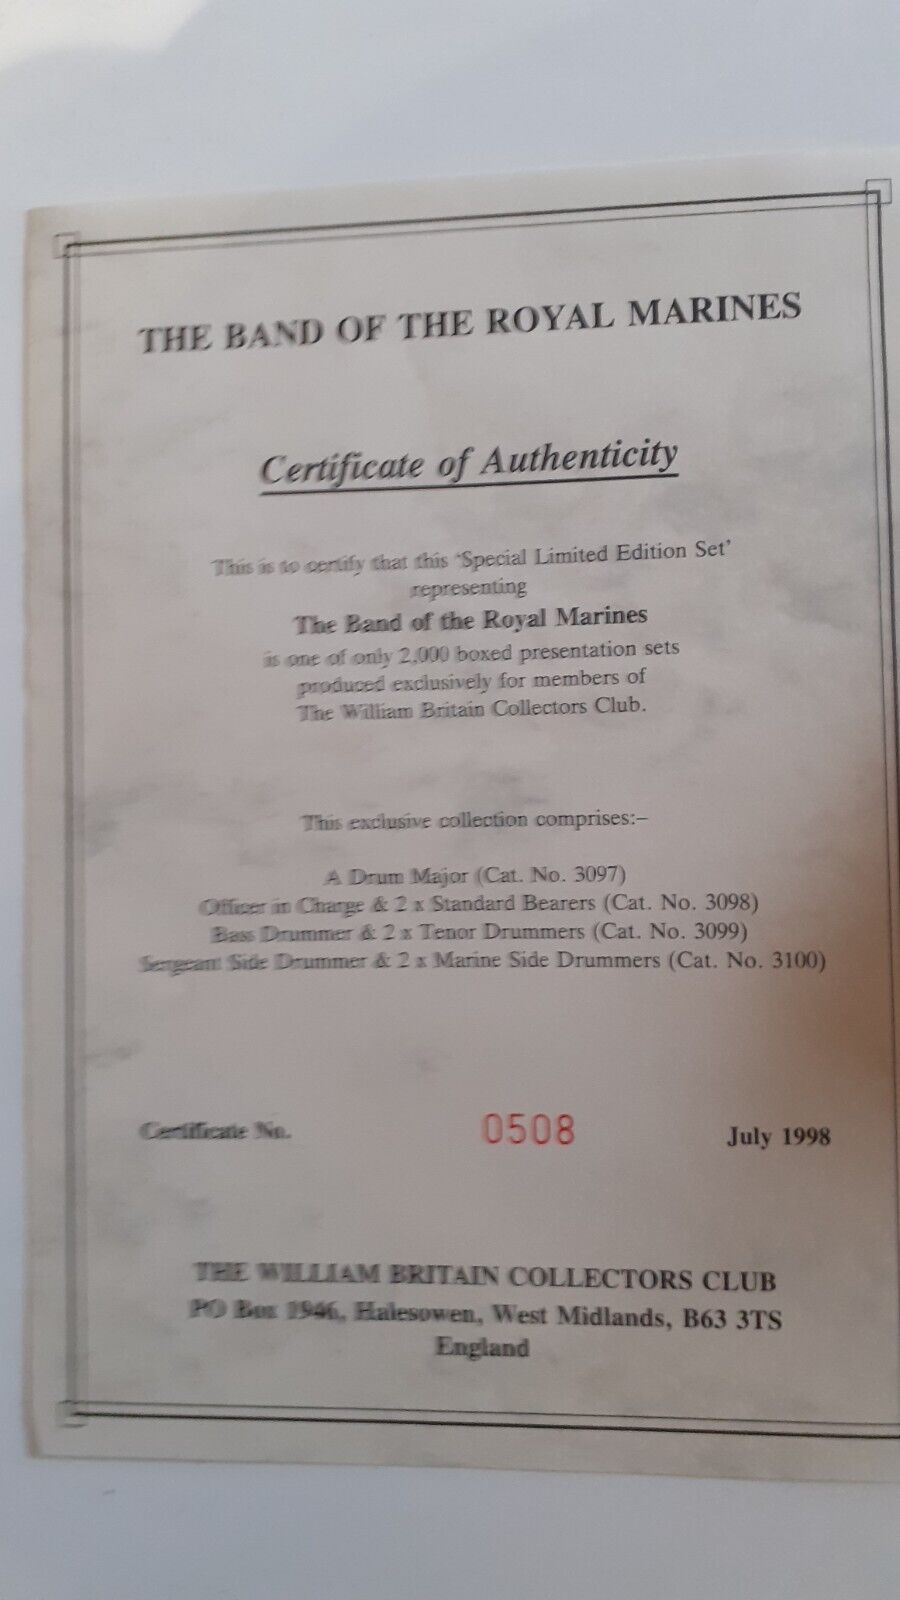 THE BAND OF THE ROYAL MARINES
Certificate of Authenticity
This is to certify that this ‘Special Limited Edition Set’
representing
The Band of the Royal Marines
is one of only 2,000 boxed presentation sets
produced exclusively for members of
The William Britain Collectors Club.
This exclusive collection comprises:–
A Drum Major (Cat. No. 3097)
Officer in Charge & 2 x Standard Bearers (Cat. No. 3098)
Bass Drummer & 2 x Tenor Drummers (Cat. No. 3099)
Sergeant Side Drummer & 2 x Marine Side Drummers (Cat. No. 3100)
Certificate No. 0508 July 1998
THE WILLIAM BRITAIN COLLECTORS CLUB
PO Box 1946, Halesowen, West Midlands, B63 3TS
England